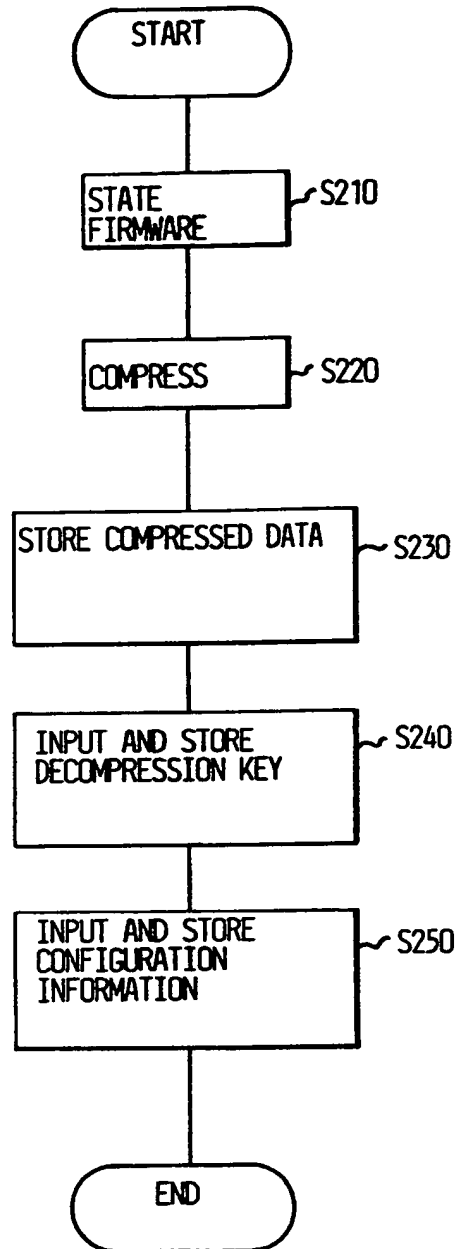 START
STATE
FIRMWARE
S210
COMPRESS
S220
STORE COMPRESSED DATA
S230
INPUT AND STORE
DECOMPRESSION KEY
S240
INPUT AND STORE
CONFIGURATION
INFORMATION
S250
END